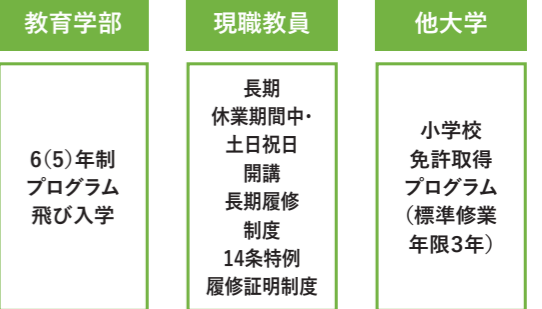 教育学部
6(5)年制
プログラム
飛び入学
現職教員
長期
休業期間中・
土日祝日
開講
長期履修
制度
14条特例
履修証明制度
他大学
小学校
免許取得
プログラム
(標準修業
年限3年)